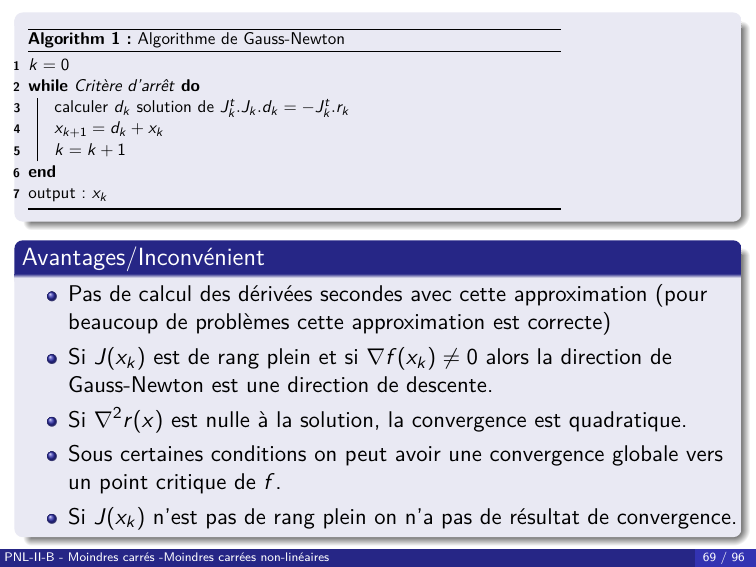 Algorithm 1 : Algorithme de Gauss-Newton
1 k = 0
2 while Critère d'arrêt do
3 calculer d_k solution de J_k^t.J_k.d_k = −J_k^t.r_k
4 x_{k+1} = d_k + x_k
5 k = k + 1
6 end
7 output : x_k
Avantages/Inconvénient
Pas de calcul des dérivées secondes avec cette approximation (pour
beaucoup de problèmes cette approximation est correcte)
Si J(x_k) est de rang plein et si ∇f(x_k) ≠ 0 alors la direction de
Gauss-Newton est une direction de descente.
Si ∇²r(x) est nulle à la solution, la convergence est quadratique.
Sous certaines conditions on peut avoir une convergence globale vers
un point critique de f.
Si J(x_k) n'est pas de rang plein on n'a pas de résultat de convergence.
PNL-II-B - Moindres carrés -Moindres carrées non-linéaires 69 / 96